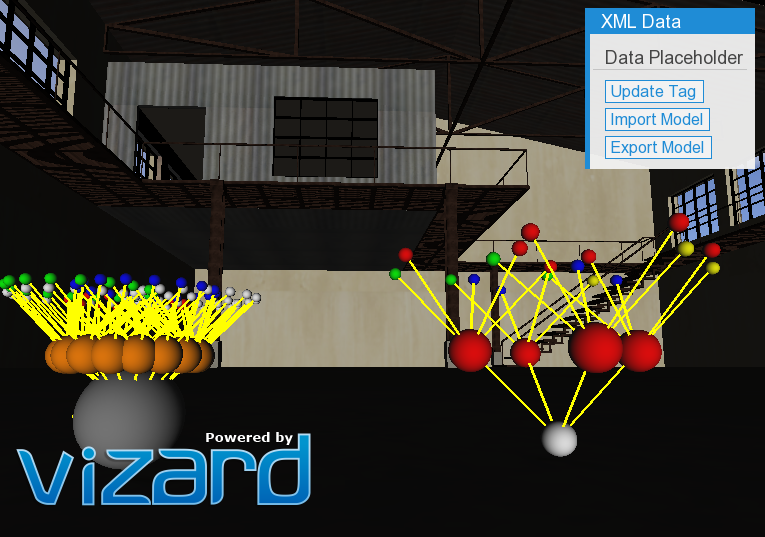 XML Data
Data Placeholder
Update Tag
Import Model
Export Model
Powered by
vizard